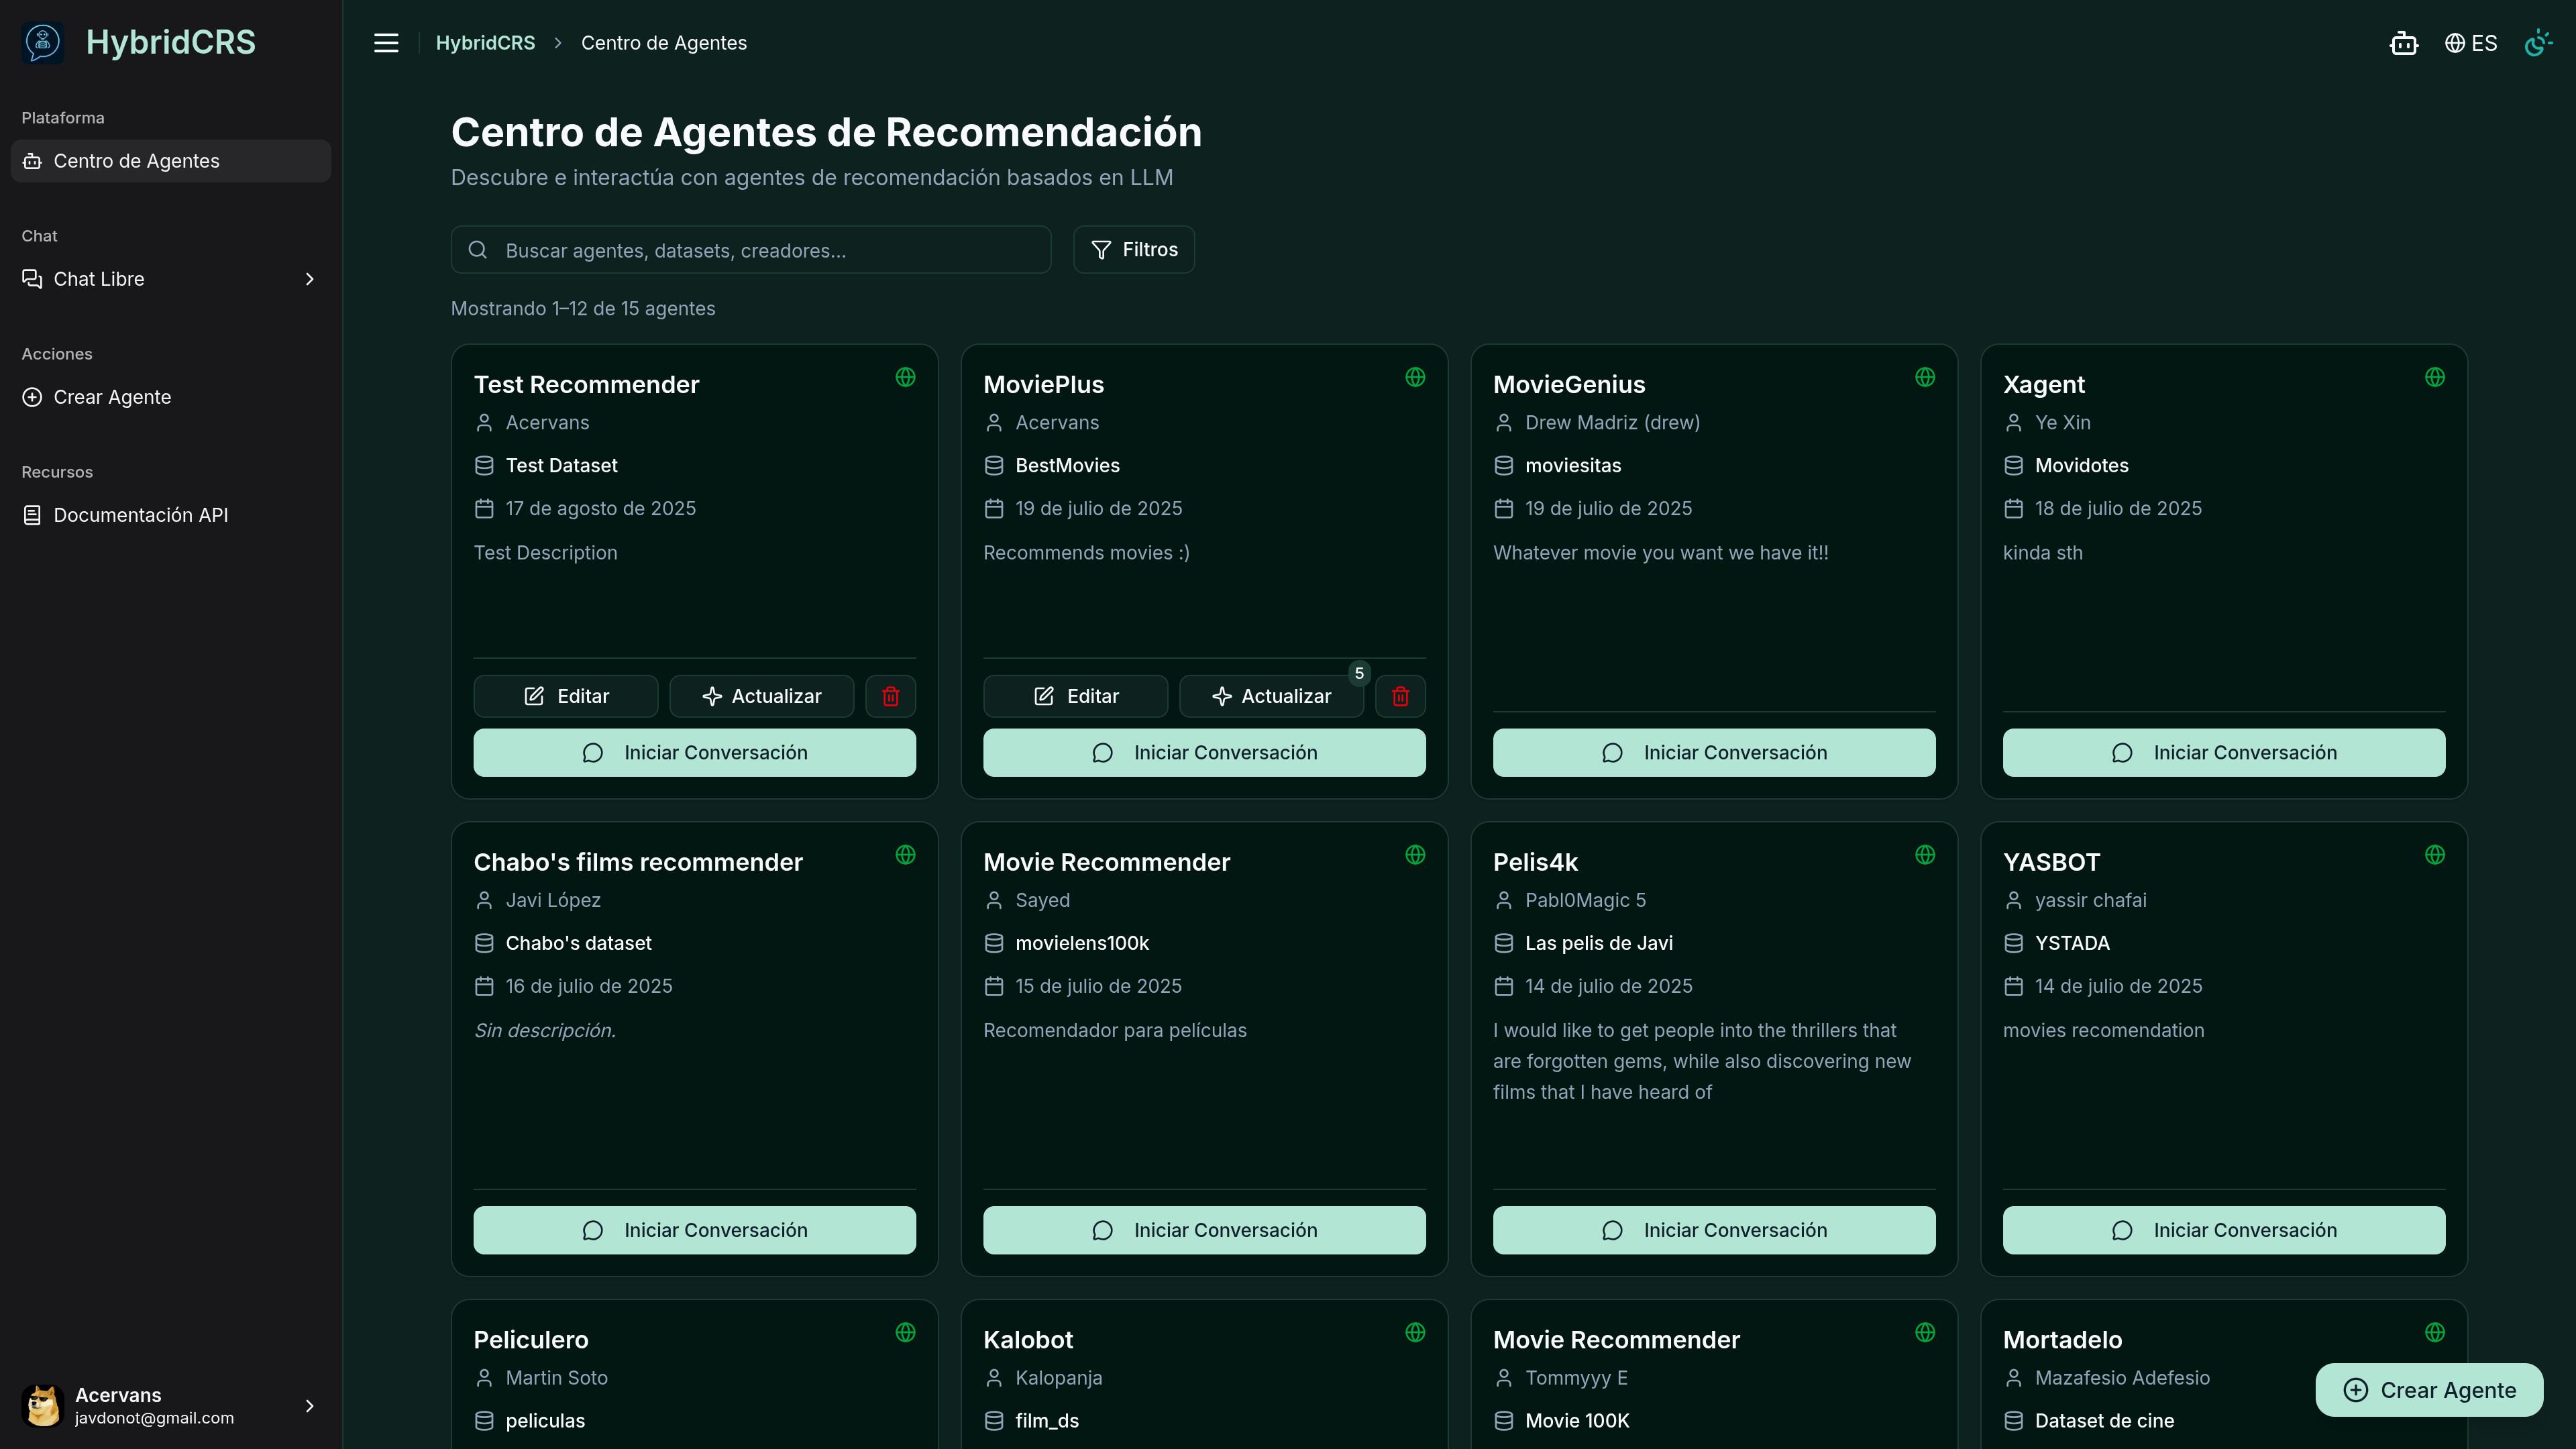 HybridCRS
Plataforma
Centro de Agentes
Chat
Chat Libre
Acciones
Crear Agente
Recursos
Documentación API
Acervans
javdonot@gmail.com
HybridCRS > Centro de Agentes
ES
Centro de Agentes de Recomendación
Descubre e interactúa con agentes de recomendación basados en LLM
Buscar agentes, datasets, creadores...
Filtros
Mostrando 1–12 de 15 agentes
Test Recommender
Acervans
Test Dataset
17 de agosto de 2025
Test Description
Editar
Actualizar
Iniciar Conversación
MoviePlus
Acervans
BestMovies
19 de julio de 2025
Recommends movies :)
Editar
Actualizar
5
Iniciar Conversación
MovieGenius
Drew Madriz (drew)
moviesitas
19 de julio de 2025
Whatever movie you want we have it!!
Iniciar Conversación
Xagent
Ye Xin
Movidotes
18 de julio de 2025
kinda sth
Iniciar Conversación
Chabo's films recommender
Javi López
Chabo's dataset
16 de julio de 2025
Sin descripción.
Iniciar Conversación
Movie Recommender
Sayed
movielens100k
15 de julio de 2025
Recomendador para películas
Iniciar Conversación
Pelis4k
Pabl0Magic 5
Las pelis de Javi
14 de julio de 2025
I would like to get people into the thrillers that
are forgotten gems, while also discovering new
films that I have heard of
Iniciar Conversación
YASBOT
yassir chafai
YSTADA
14 de julio de 2025
movies recomendation
Iniciar Conversación
Peliculero
Martin Soto
peliculas
Kalobot
Kalopanja
film_ds
Movie Recommender
Tommyyy E
Movie 100K
Mortadelo
Mazafesio Adefesio
Dataset de cine
Crear Agente